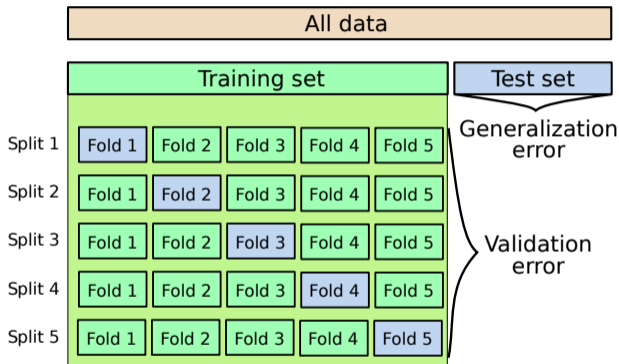 All data
Training set
Test set
Generalization
error
Split 1
Fold 1
Fold 2
Fold 3
Fold 4
Fold 5
Split 2
Fold 1
Fold 2
Fold 3
Fold 4
Fold 5
Split 3
Fold 1
Fold 2
Fold 3
Fold 4
Fold 5
Validation
error
Split 4
Fold 1
Fold 2
Fold 3
Fold 4
Fold 5
Split 5
Fold 1
Fold 2
Fold 3
Fold 4
Fold 5